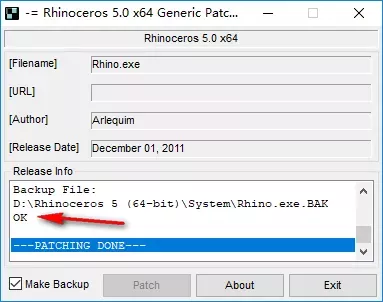 -= Rhinoceros 5.0 x64 Generic Patc...
Rhinoceros 5.0 x64
[Filename] Rhino.exe
[URL]
[Author] Arlequim
[Release Date] December 01, 2011
Release Info
Backup File:
D:\Rhinoceros 5 (64-bit)\System\Rhino.exe.BAK
OK
---PATCHING DONE---
Make Backup Patch About Exit